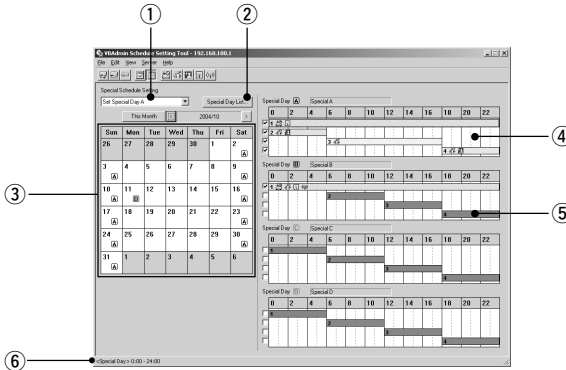 ① ②
VBAdmin Schedule Setting Tool - 192.168.100.1
File Edit View Server Help
Special Schedule Setting
Set Special Day A
Special Day List...
This Month < 2004/10 >
Sun Mon Tue Wed Thu Fri Sat
26 27 28 29 30 1 2
A
3 4 5 6 7 8 9
A A
10 11 12 13 14 15 16
A B A
17 18 19 20 21 22 23
A A
24 25 26 27 28 29 30
A A
31 1 2 3 4 5 6
A
③
Special Day A Special A
0 2 4 6 8 10 12 14 16 18 20 22
1
2
3
4
④
Special Day B Special B
0 2 4 6 8 10 12 14 16 18 20 22
1
2
3
4
⑤
Special Day C Special C
0 2 4 6 8 10 12 14 16 18 20 22
1
2
3
4
Special Day D Special D
0 2 4 6 8 10 12 14 16 18 20 22
1
2
3
4
⑥
<Special Day> 0:00 - 24:00